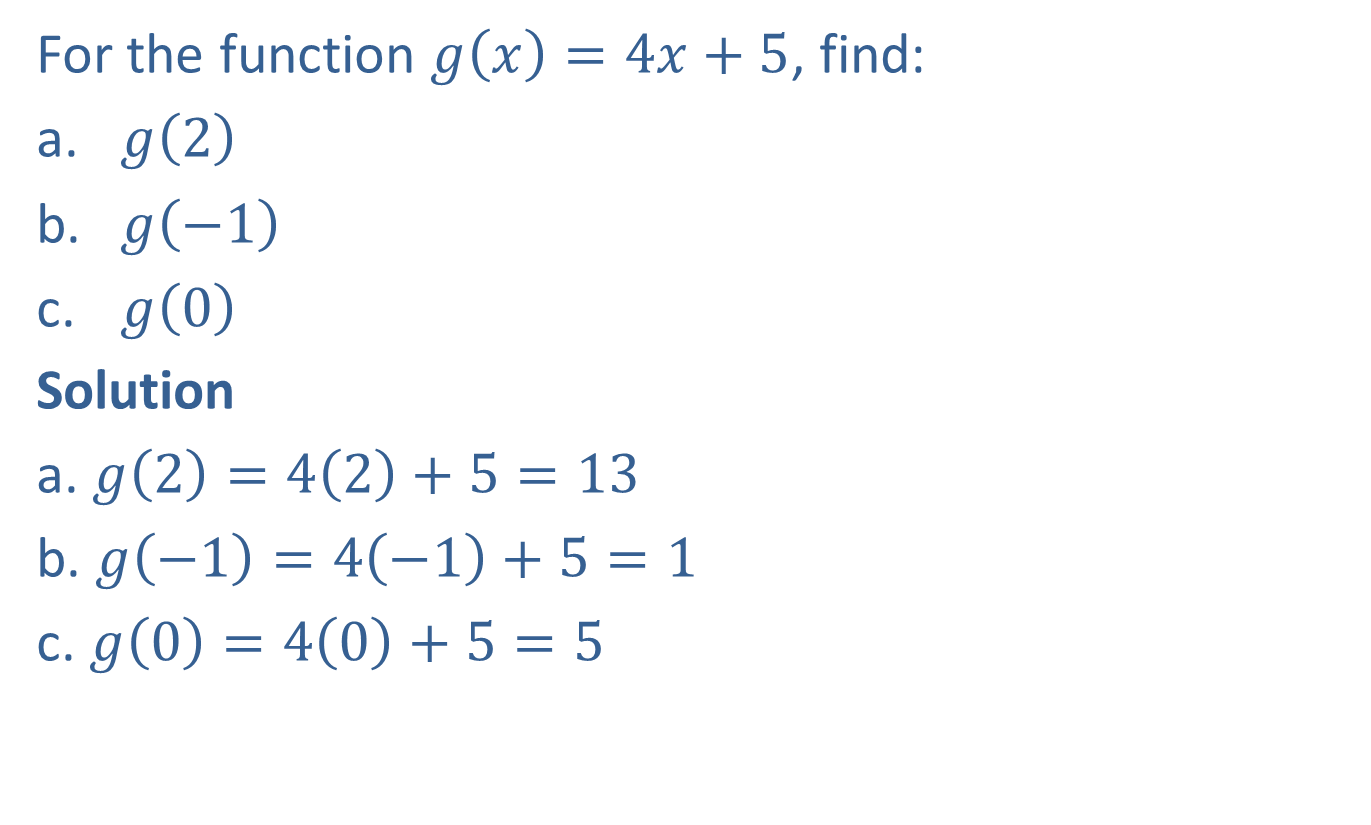 For the function g(x) = 4x + 5, find:
a. g(2)
b. g(−1)
c. g(0)
Solution
a. g(2) = 4(2) + 5 = 13
b. g(−1) = 4(−1) + 5 = 1
c. g(0) = 4(0) + 5 = 5